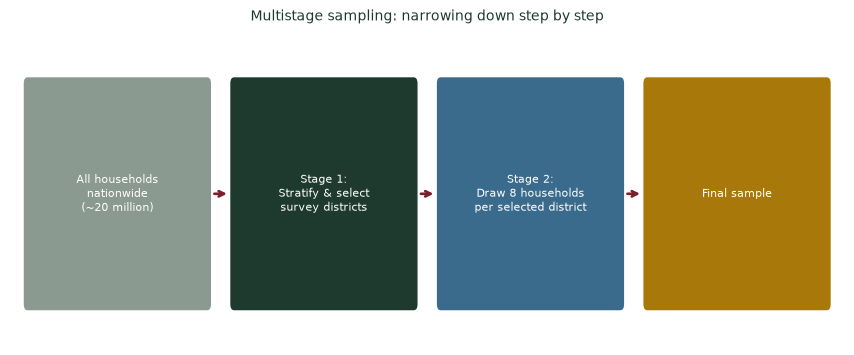 Multistage sampling: narrowing down step by step
All households
nationwide
(~20 million)
Stage 1:
Stratify & select
survey districts
Stage 2:
Draw 8 households
per selected district
Final sample